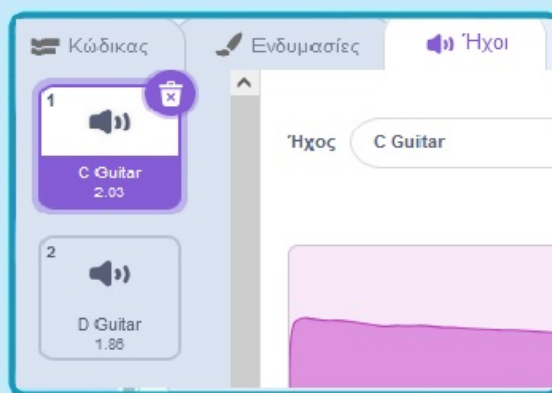 Κώδικας
Ενδυμασίες
Ήχοι
1
C Guitar
2.03
Ήχος
C Guitar
2
D Guitar
1.86